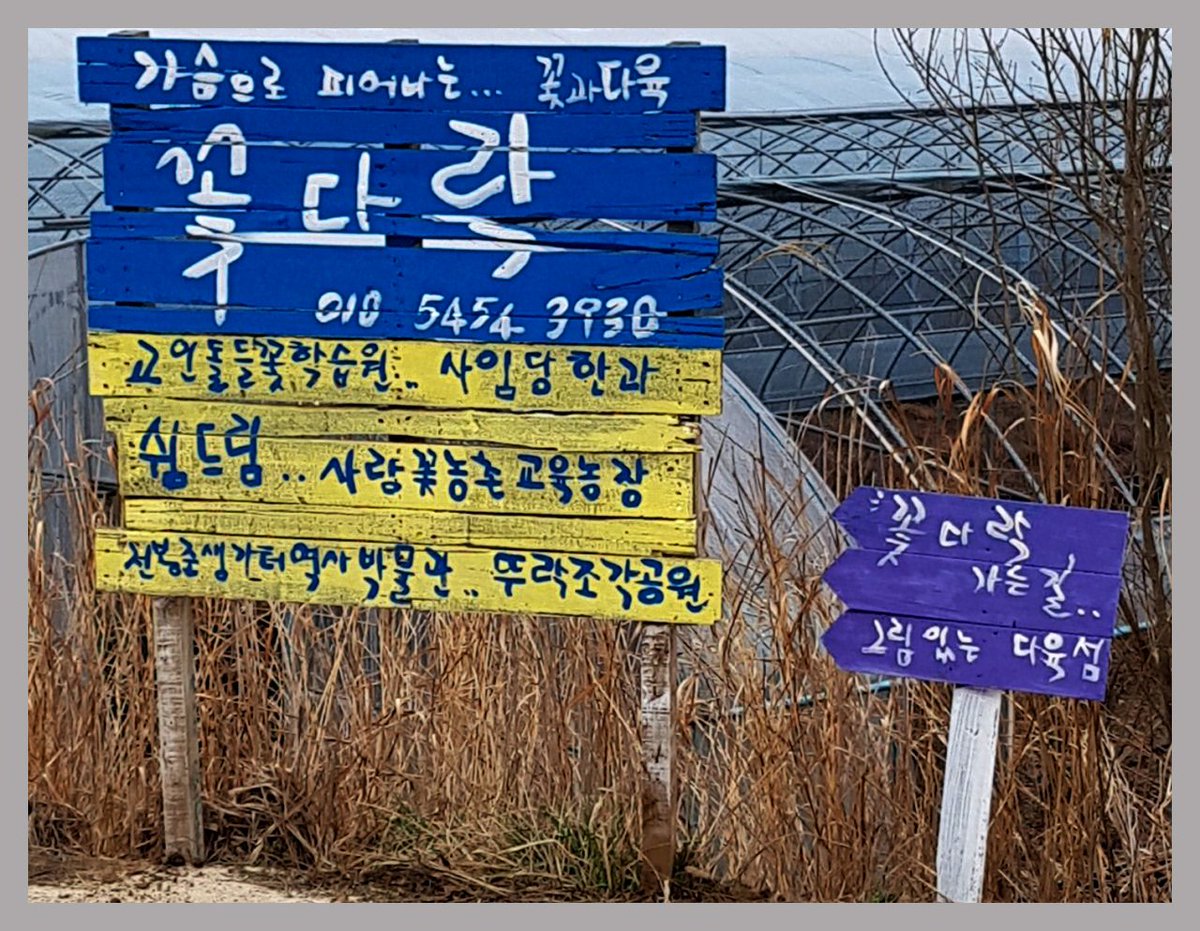 가슴으로 피어나는... 꽃과다육
꽃다락
010 5454 3930
고인돌들꽃학습원.. 사임당한과
쉼드림.. 사람꽃농촌교육농장
전봉준생가터역사박물관.. 뚜락조각공원
꽃다락
가는길..
그림있는 다육점